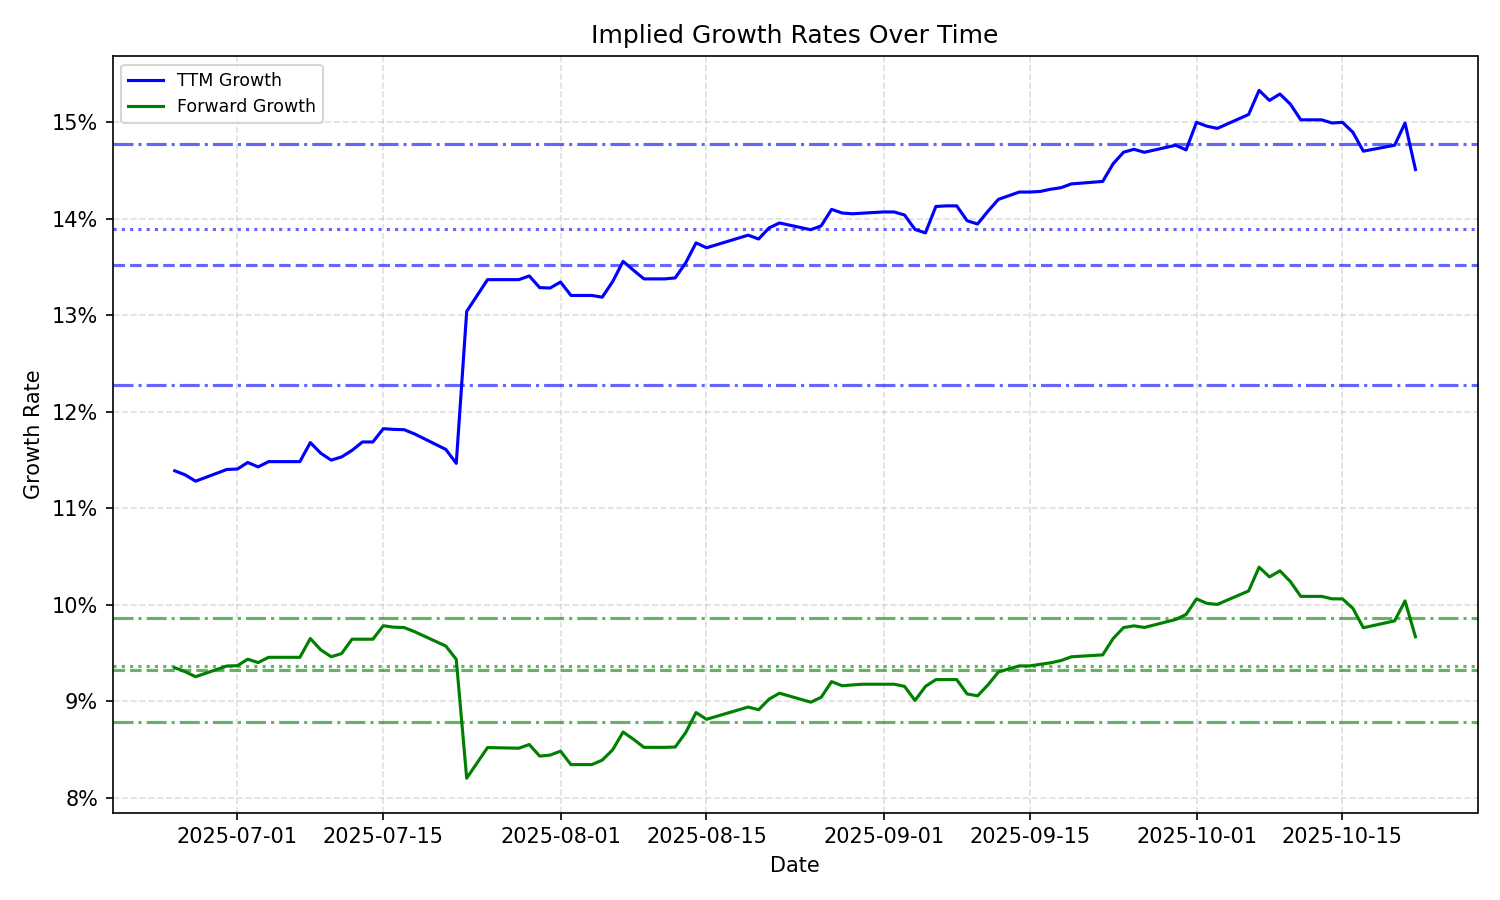 Implied Growth Rates Over Time
TTM Growth
Forward Growth
15%
14%
13%
12%
11%
10%
9%
8%
Growth Rate
2025-07-01 2025-07-15 2025-08-01 2025-08-15 2025-09-01 2025-09-15 2025-10-01 2025-10-15
Date